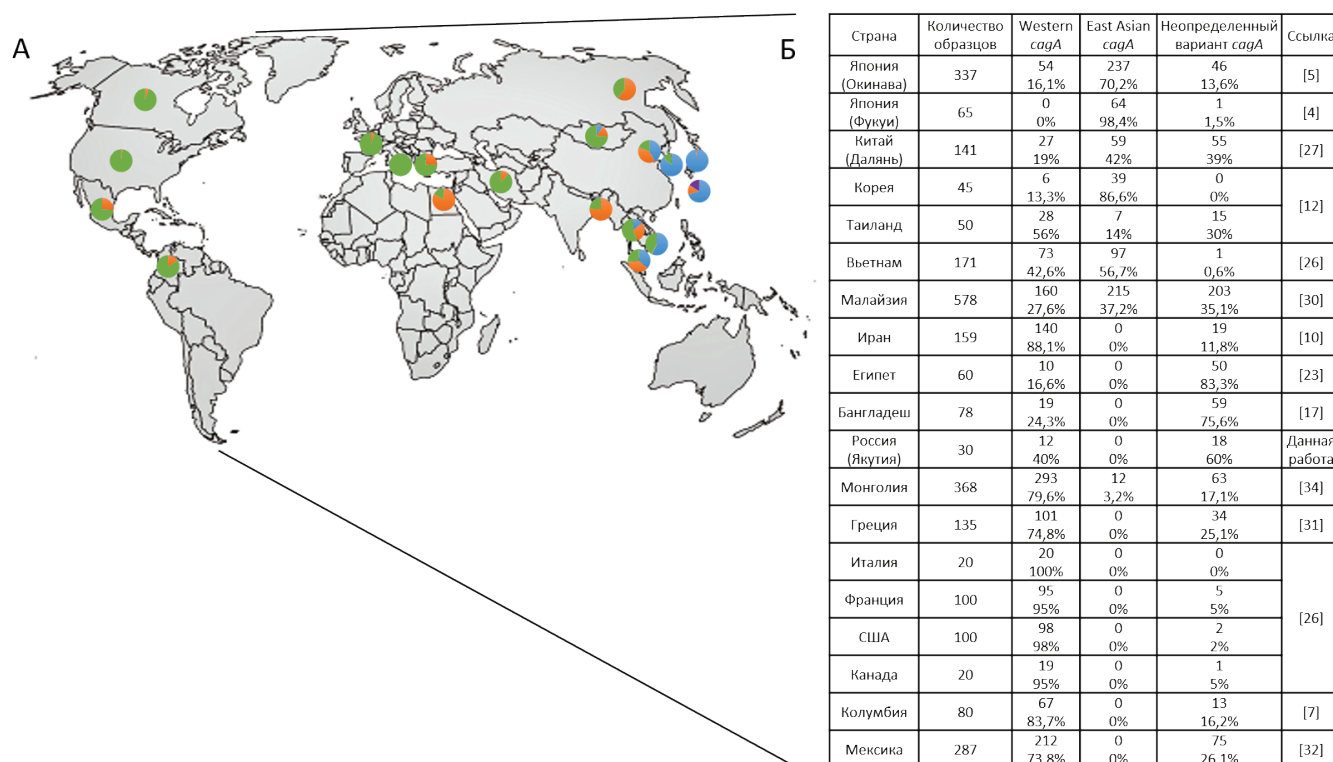 А
Б
Страна Количество образцов Western cagA East Asian cagA Неопределенный вариант cagA Ссылка
Япония (Окинава) 337 54 16,1% 237 70,2% 46 13,6% [5]
Япония (Фукуи) 65 0 0% 64 98,4% 1 1,5% [4]
Китай (Далянь) 141 27 19% 59 42% 55 39% [27]
Корея 45 6 13,3% 39 86,6% 0 0% [12]
Таиланд 50 28 56% 7 14% 15 30%
Вьетнам 171 73 42,6% 97 56,7% 1 0,6% [26]
Малайзия 578 160 27,6% 215 37,2% 203 35,1% [30]
Иран 159 140 88,1% 0 0% 19 11,8% [10]
Египет 60 10 16,6% 0 0% 50 83,3% [23]
Бангладеш 78 19 24,3% 0 0% 59 75,6% [17]
Россия (Якутия) 30 12 40% 0 0% 18 60% Данная работа
Монголия 368 293 79,6% 12 3,2% 63 17,1% [34]
Греция 135 101 74,8% 0 0% 34 25,1% [31]
Италия 20 20 100% 0 0% 0 0% [26]
Франция 100 95 95% 0 0% 5 5%
США 100 98 98% 0 0% 2 2%
Канада 20 19 95% 0 0% 1 5%
Колумбия 80 67 83,7% 0 0% 13 16,2% [7]
Мексика 287 212 73,8% 0 0% 75 26,1% [32]